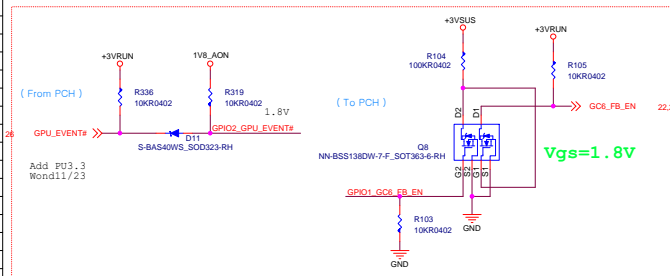 +3VSUS
+3VRUN
1V8_AON
+3VRUN
R104
100KR0402
R105
10KR0402
( From PCH )
R336
10KR0402
R319
10KR0402
1.8V
( To PCH )
D2
D1
GC6_FB_EN
22,
26
GPU_EVENT#
GPIO2_GPU_EVENT#
D11
S-BAS40WS_SOD323-RH
Q8
NN-BSS138DW-7-F_SOT363-6-RH
Vgs=1.8V
G2
S2
G1
S1
Add PU3.3
Wond11/23
GPIO1_GC6_FB_EN
R103
10KR0402
GND
GND